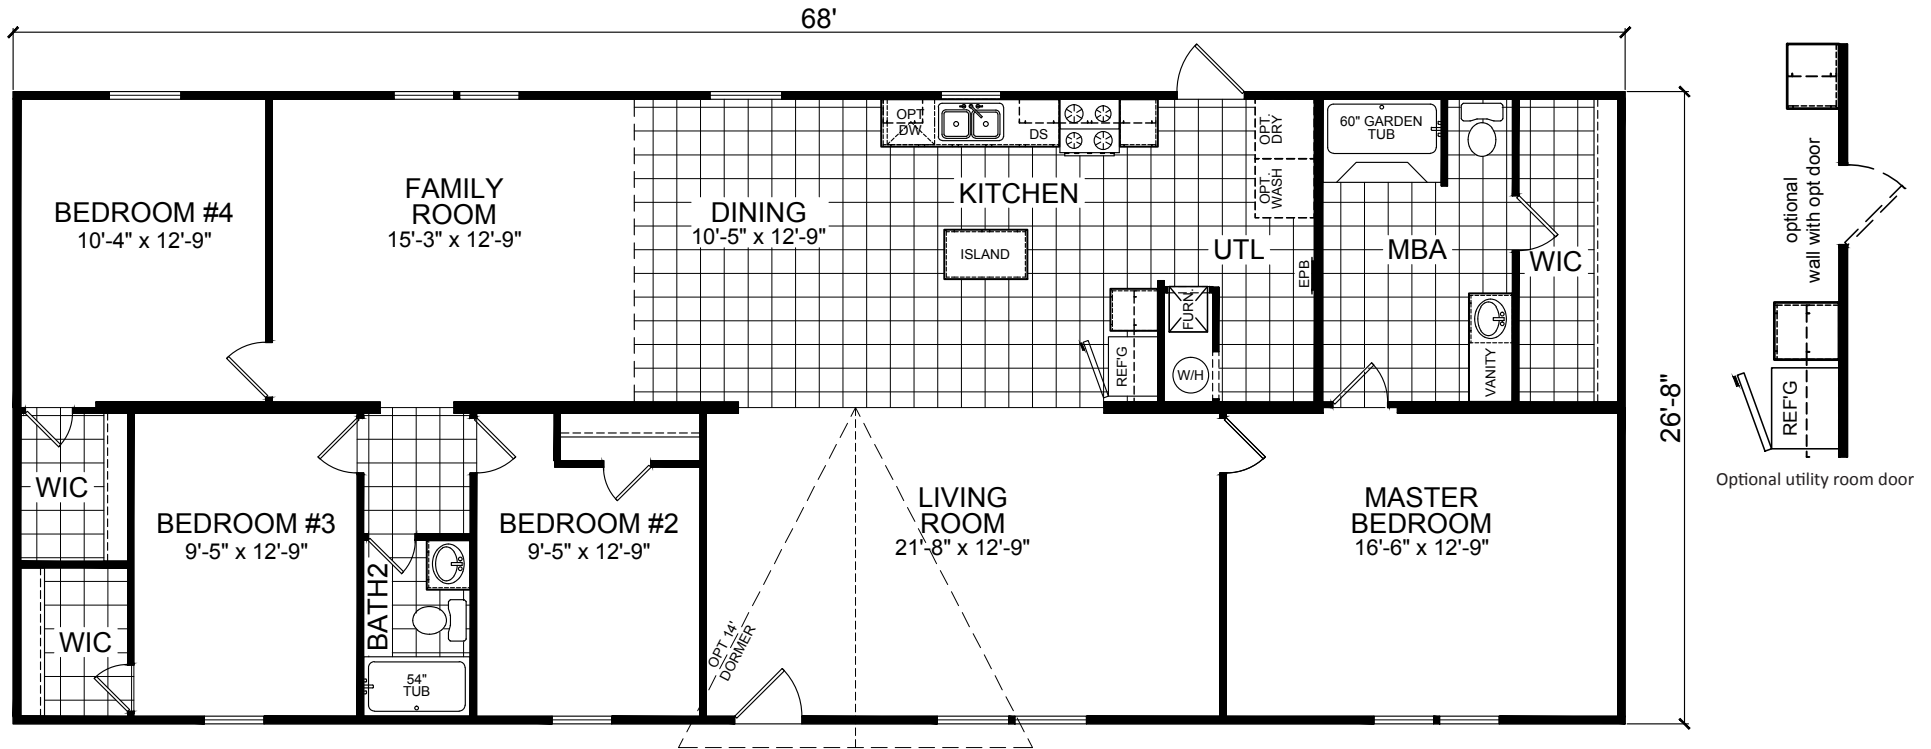 68'
OPT
DW
DS
OPT.
DRY
60" GARDEN
TUB
FAMILY
ROOM
15'-3" x 12'-9"
BEDROOM #4
10'-4" x 12'-9"
DINING
10'-5" x 12'-9"
KITCHEN
ISLAND
OPT.
WASH
UTL
EPB
MBA
WIC
FURN.
REF'G
W/H
VANITY
26'-8"
optional
wall with opt door
REF'G
Optional utility room door
WIC
BEDROOM #3
9'-5" x 12'-9"
BEDROOM #2
9'-5" x 12'-9"
LIVING
ROOM
21'-8" x 12'-9"
MASTER
BEDROOM
16'-6" x 12'-9"
BATH2
WIC
54"
TUB
OPT 14'
DORMER